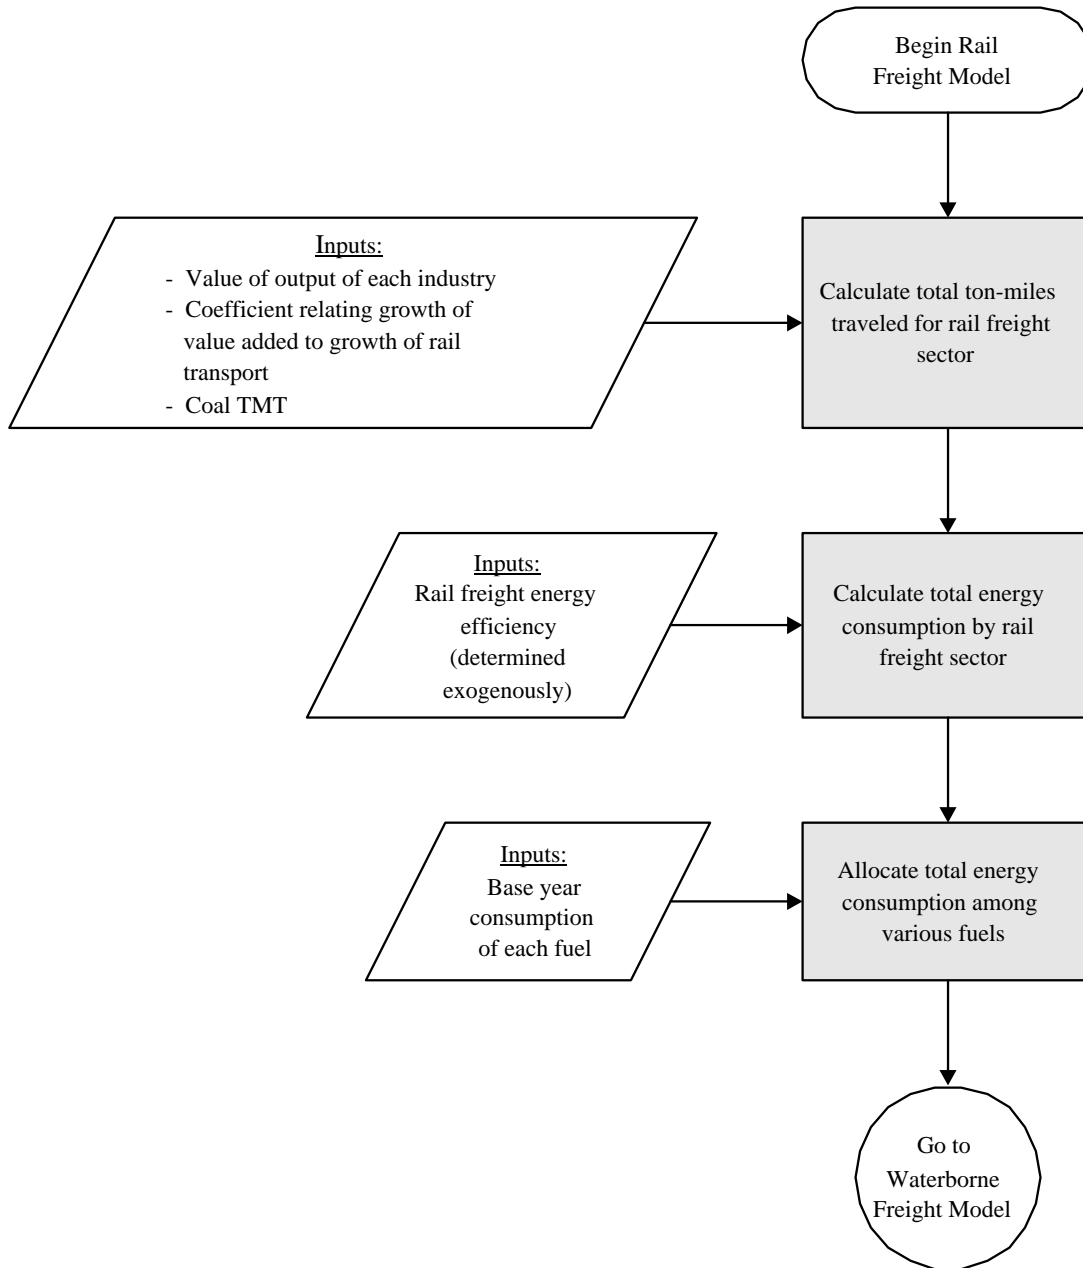 Begin Rail
Freight Model
Inputs:
- Value of output of each industry
- Coefficient relating growth of
value added to growth of rail
transport
- Coal TMT
Calculate total ton-miles
traveled for rail freight
sector
Inputs:
Rail freight energy
efficiency
(determined
exogenously)
Calculate total energy
consumption by rail
freight sector
Inputs:
Base year
consumption
of each fuel
Allocate total energy
consumption among
various fuels
Go to
Waterborne
Freight Model